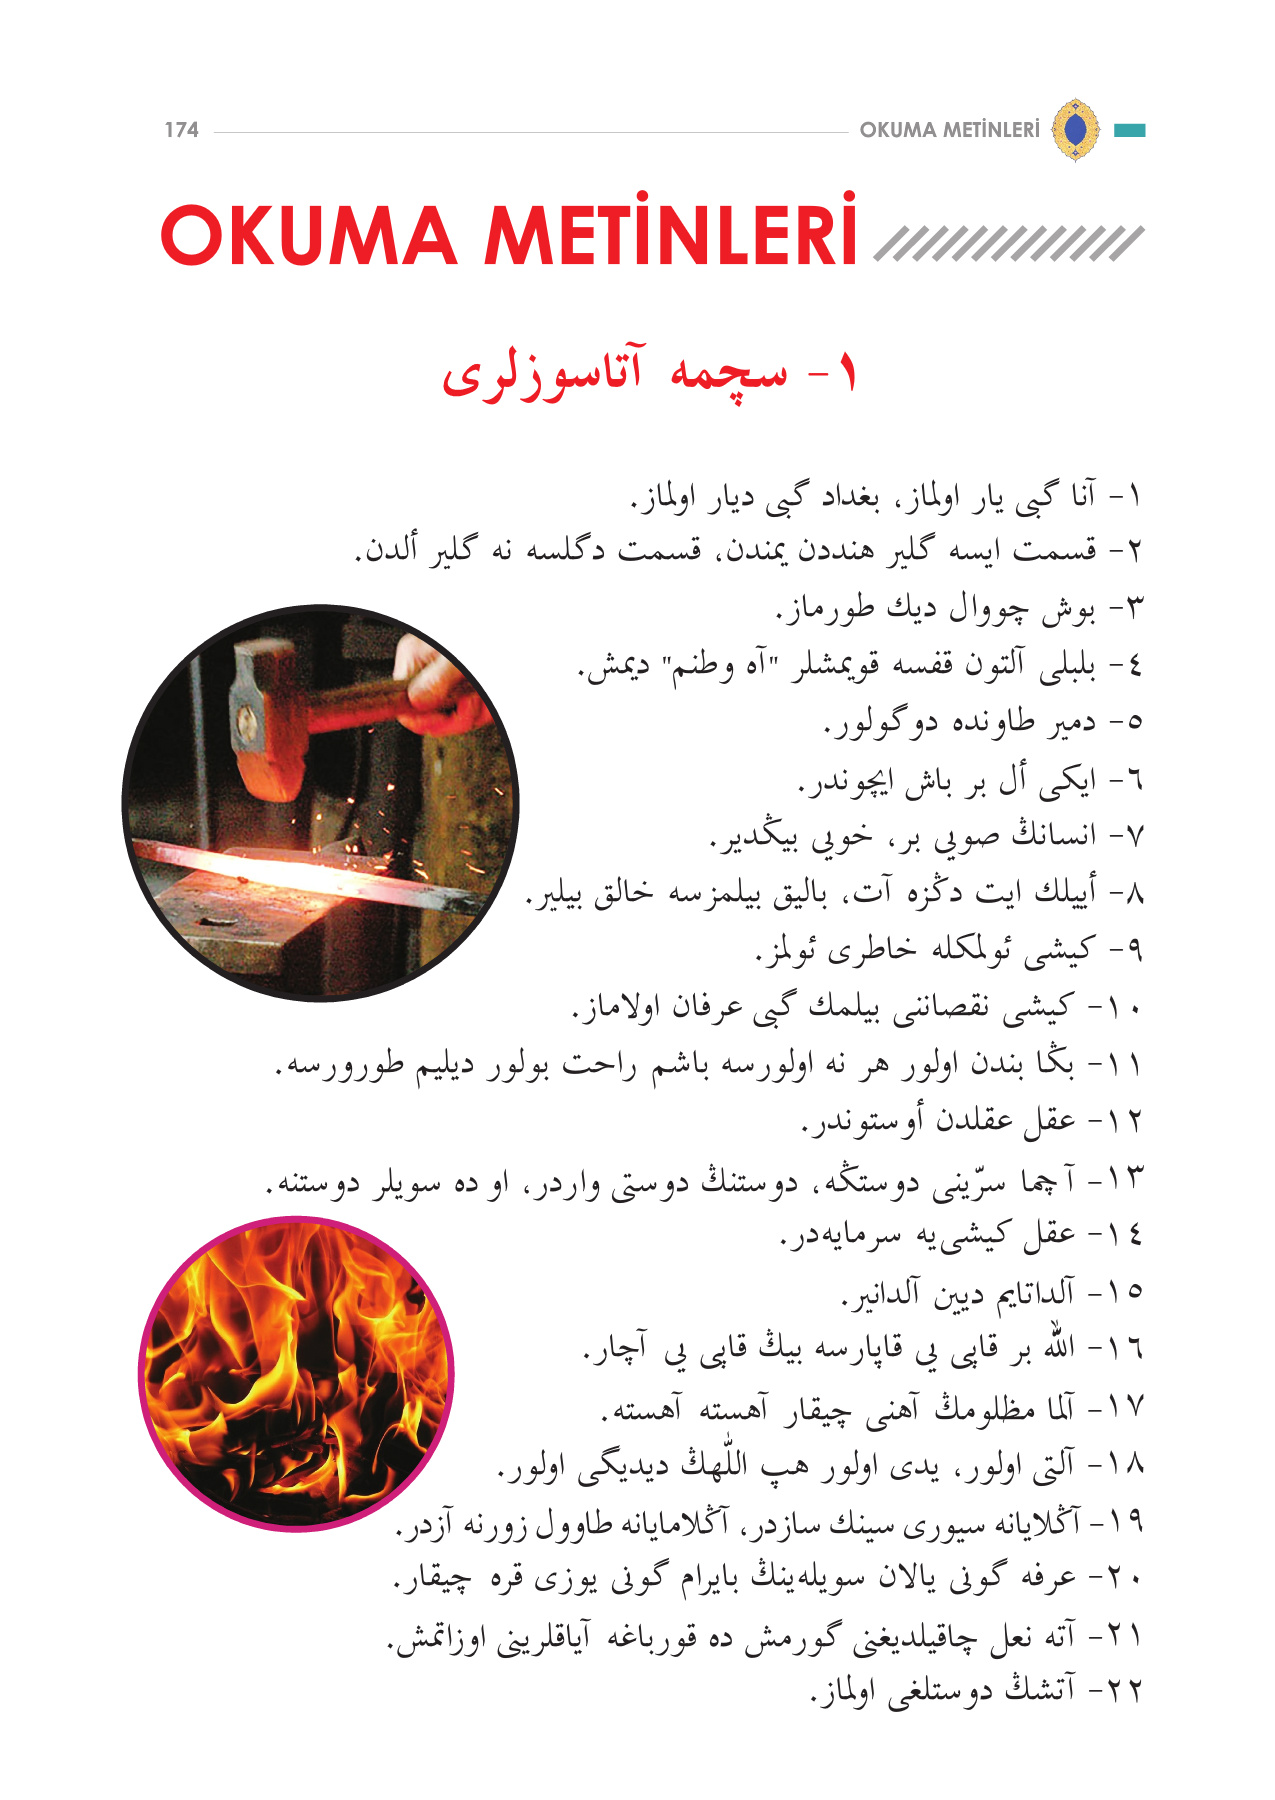 174
OKUMA METİNLERİ
OKUMA METİNLERİ
١- سچمه آتاسوزلری
١- آنا گبی یار اولماز، بغداد گبی دیار اولماز.
٢- قسمت ایسه گلیر هنددن یمندن، قسمت دگلسه نه گلیر ألدن.
٣- بوش چووال دیك طورماز.
٤- بلبلی آلتون قفسه قویمشلر "آه وطنم" دیمش.
٥- دمیر طاونده دوگولور.
٦- ایکی أل بر باش ایچوندر.
٧- انسانڭ صویی بر، خویی بیڭدیر.
٨- أییلك ایت دڭزه آت، بالیق بیلمزسه خالق بیلیر.
٩- کیشی ئولمکله خاطری ئولمز.
١٠- کیشی نقصاننی بیلمك گبی عرفان اولاماز.
١١- بڭا بندن اولور هر نه اولورسه باشم راحت بولور دیلیم طورورسه.
١٢- عقل عقلدن أوستوندر.
١٣- آچما سرّینی دوستڭه، دوستنڭ دوستی واردر، او ده سویلر دوستنه.
١٤- عقل کیشی‌یه سرمایه‌در.
١٥- آلداتایم دیین آلدانیر.
١٦- الله بر قاپی یی قاپارسه بیڭ قاپی یی آچار.
١٧- آلما مظلومڭ آهنی چیقار آهسته آهسته.
١٨- آلتی اولور، یدی اولور هپ اللّٰهڭ دیدیگی اولور.
١٩- آڭلایانه سیوری سینك سازدر، آڭلامایانه طاوول زورنه آزدر.
٢٠- عرفه گونی یالان سویله‌ینڭ بایرام گونی یوزی قره چیقار.
٢١- آته نعل چاقیلدیغنی گورمش ده قورباغه آیاقلرینی اوزاتمش.
٢٢- آتشڭ دوستلغی اولماز.